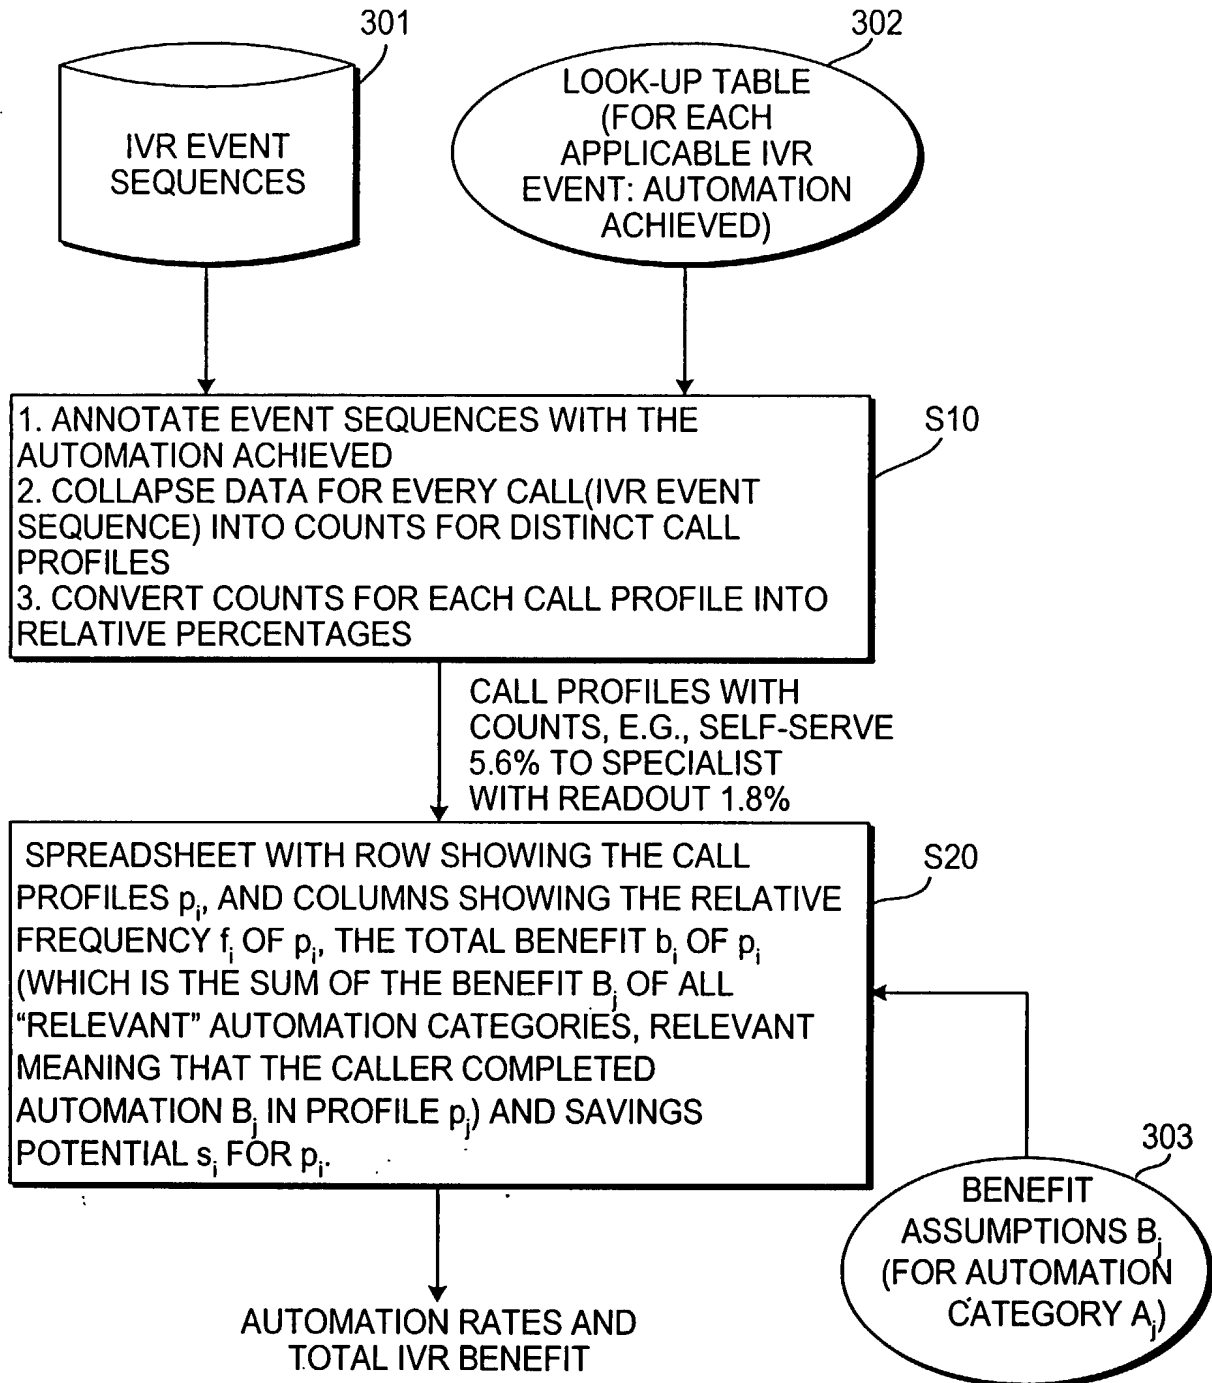 301
302
IVR EVENT
SEQUENCES
LOOK-UP TABLE
(FOR EACH
APPLICABLE IVR
EVENT: AUTOMATION
ACHIEVED)
S10
1. ANNOTATE EVENT SEQUENCES WITH THE
AUTOMATION ACHIEVED
2. COLLAPSE DATA FOR EVERY CALL(IVR EVENT
SEQUENCE) INTO COUNTS FOR DISTINCT CALL
PROFILES
3. CONVERT COUNTS FOR EACH CALL PROFILE INTO
RELATIVE PERCENTAGES
CALL PROFILES WITH
COUNTS, E.G., SELF-SERVE
5.6% TO SPECIALIST
WITH READOUT 1.8%
S20
SPREADSHEET WITH ROW SHOWING THE CALL
PROFILES pi, AND COLUMNS SHOWING THE RELATIVE
FREQUENCY fi OF pi, THE TOTAL BENEFIT bi OF pi
(WHICH IS THE SUM OF THE BENEFIT Bj OF ALL
“RELEVANT” AUTOMATION CATEGORIES, RELEVANT
MEANING THAT THE CALLER COMPLETED
AUTOMATION Bj IN PROFILE pj) AND SAVINGS
POTENTIAL si FOR pi.
303
BENEFIT
ASSUMPTIONS Bj
(FOR AUTOMATION
CATEGORY Aj)
AUTOMATION RATES AND
TOTAL IVR BENEFIT